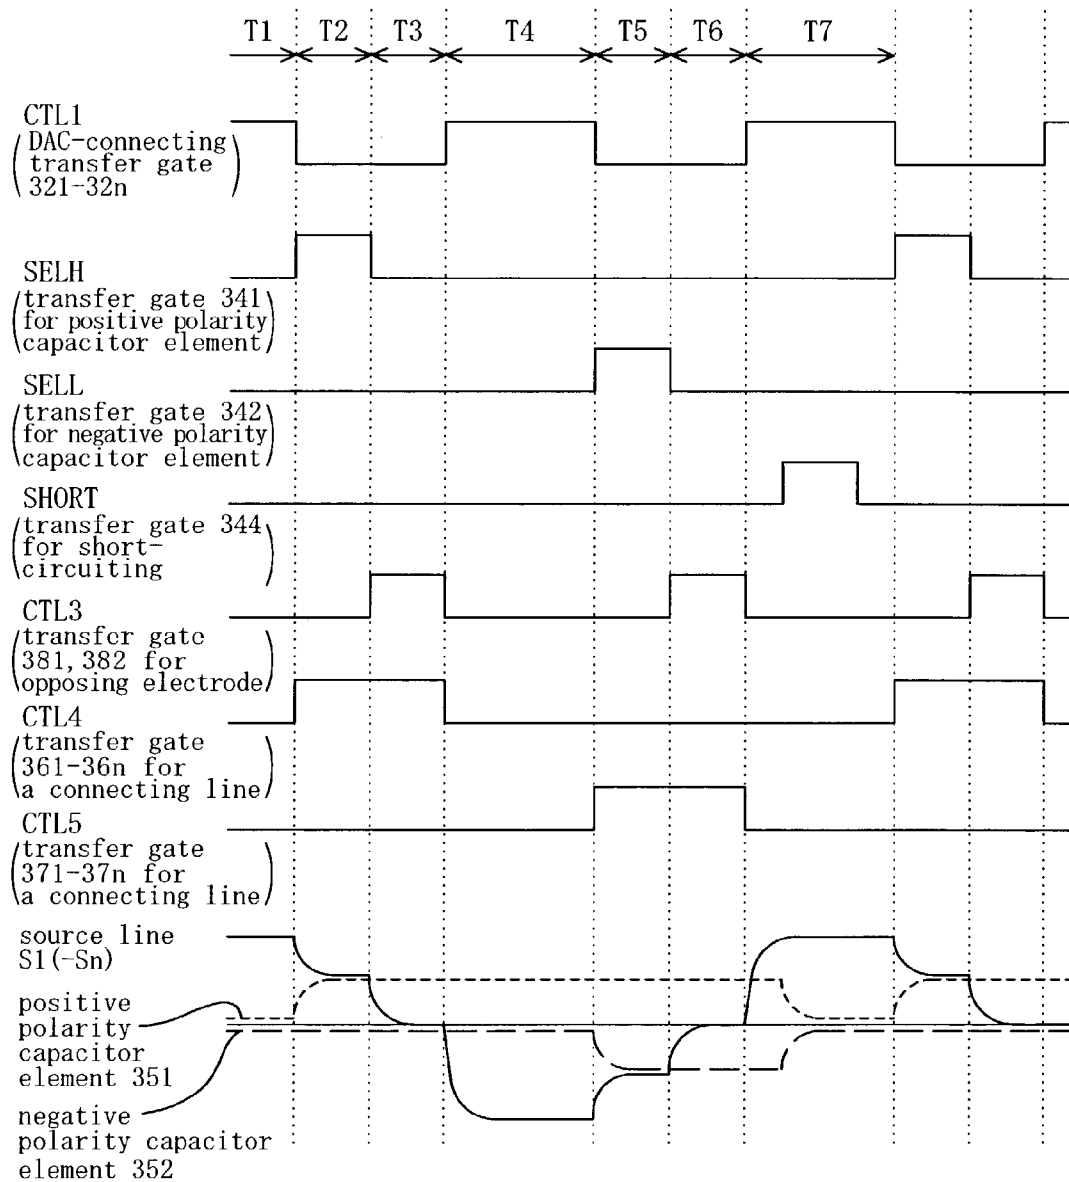 T1 T2 T3 T4 T5 T6 T7
CTL1
(DAC-connecting
transfer gate
321-32n)
SELH
(transfer gate 341
for positive polarity
capacitor element)
SELL
(transfer gate 342
for negative polarity
capacitor element)
SHORT
(transfer gate 344
for short-
circuiting)
CTL3
(transfer gate
381, 382 for
opposing electrode)
CTL4
(transfer gate
361-36n for
a connecting line)
CTL5
(transfer gate
371-37n for
a connecting line)
source line
S1(-Sn)
positive
polarity
capacitor
element 351
negative
polarity capacitor
element 352